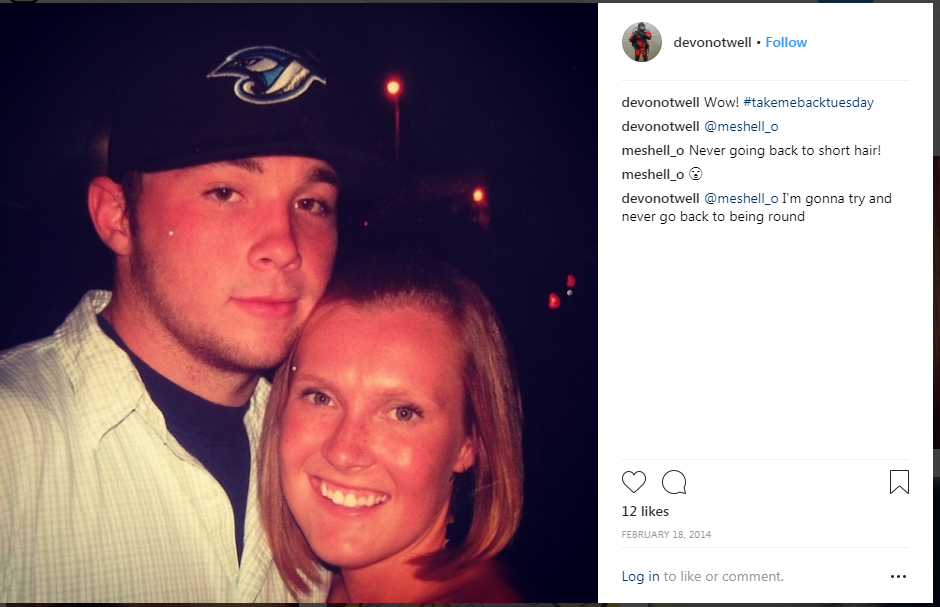 devonotwell • Follow
devonotwell Wow! #takemebacktuesday
devonotwell @meshell_o
meshell_o Never going back to short hair!
meshell_o 😮
devonotwell @meshell_o I'm gonna try and
never go back to being round
12 likes
FEBRUARY 18, 2014
Log in to like or comment.